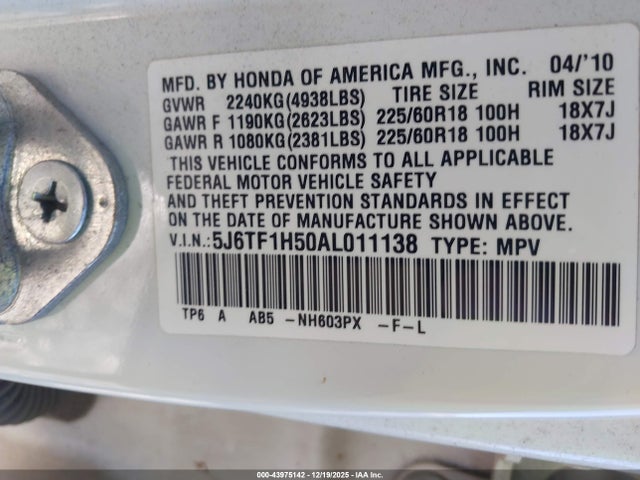 MFD. BY HONDA OF AMERICA MFG., INC. 04/'10
GVWR 2240KG(4938LBS) TIRE SIZE RIM SIZE
GAWR F 1190KG(2623LBS) 225/60R18 100H 18X7J
GAWR R 1080KG(2381LBS) 225/60R18 100H 18X7J
THIS VEHICLE CONFORMS TO ALL APPLICABLE
FEDERAL MOTOR VEHICLE SAFETY
AND THEFT PREVENTION STANDARDS IN EFFECT
ON THE DATE OF MANUFACTURE SHOWN ABOVE.
V.I.N.:5J6TF1H50AL011138 TYPE: MPV
TP6 A AB5 -NH603PX -F-L
000-43975142 - 12/19/2025 - IAA Inc.